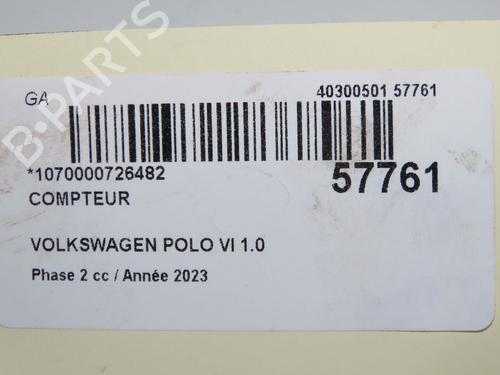 GA
40300501 57761
*1070000726482
57761
COMPTEUR
VOLKSWAGEN POLO VI 1.0
Phase 2 cc / Année 2023
B-PARTS